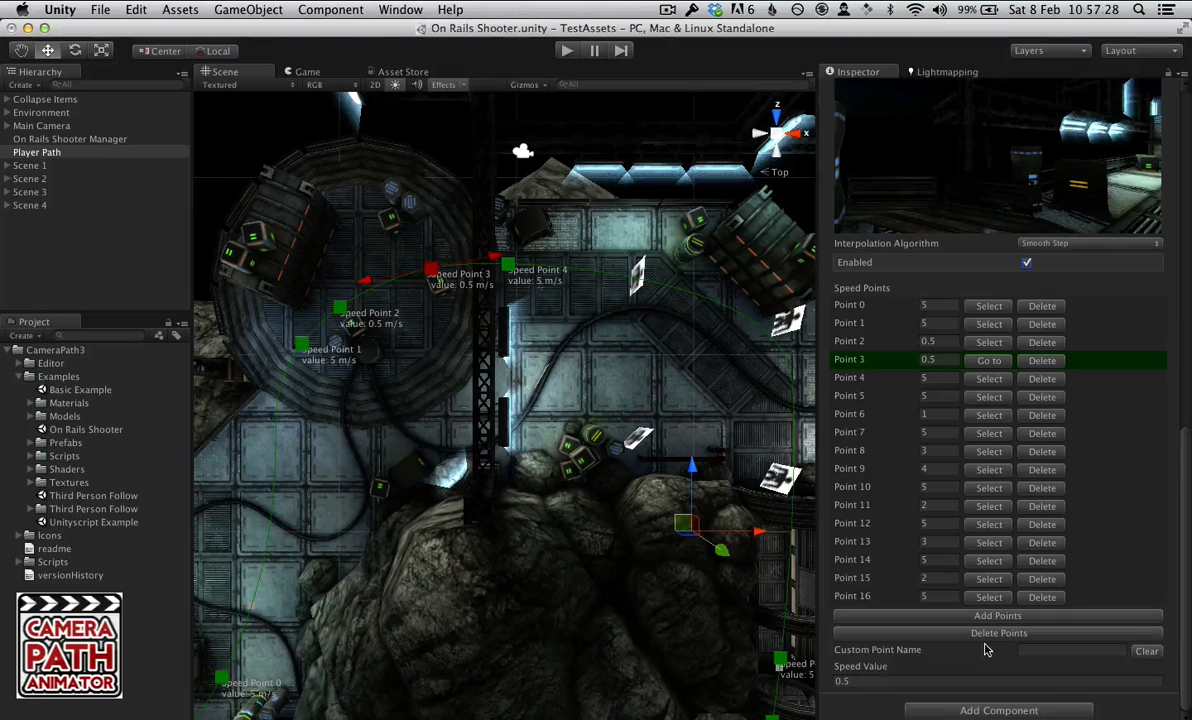 Unity File Edit Assets GameObject Component Window Help 6 99% Sat 8 Feb 10:57:28
On Rails Shooter.unity - TestAssets - PC, Mac & Linux Standalone
Center Local Layers Layout
Hierarchy Scene Game Asset Store Inspector Lightmapping
Create All Textured RGB 2D Effects Gizmos All
Collapse Items
Environment
Main Camera
On Rails Shooter Manager
Player Path
Scene 1
Scene 2
Scene 3
Scene 4
z
x
Top
Speed Point 3
value: 0.5 m/s
Speed Point 4
value: 5 m/s
Speed Point 2
value: 0.5 m/s
Speed Point 1
value: 5 m/s
Speed Point 0
value: 5 m/s
Speed P
value: 5
Project
Create
CameraPath3
Editor
Examples
Basic Example
Materials
Models
On Rails Shooter
Prefabs
Scripts
Shaders
Textures
Third Person Follow
Third Person Follow
Unityscript Example
Icons
readme
Scripts
versionHistory
CAMERA
PATH
ANIMATOR
Interpolation Algorithm Smooth Step
Enabled
Speed Points
Point 0 5 Select Delete
Point 1 5 Select Delete
Point 2 0.5 Select Delete
Point 3 0.5 Go to Delete
Point 4 5 Select Delete
Point 5 5 Select Delete
Point 6 1 Select Delete
Point 7 5 Select Delete
Point 8 3 Select Delete
Point 9 4 Select Delete
Point 10 5 Select Delete
Point 11 2 Select Delete
Point 12 5 Select Delete
Point 13 3 Select Delete
Point 14 5 Select Delete
Point 15 2 Select Delete
Point 16 5 Select Delete
Add Points
Delete Points
Custom Point Name Clear
Speed Value
0.5
Add Component